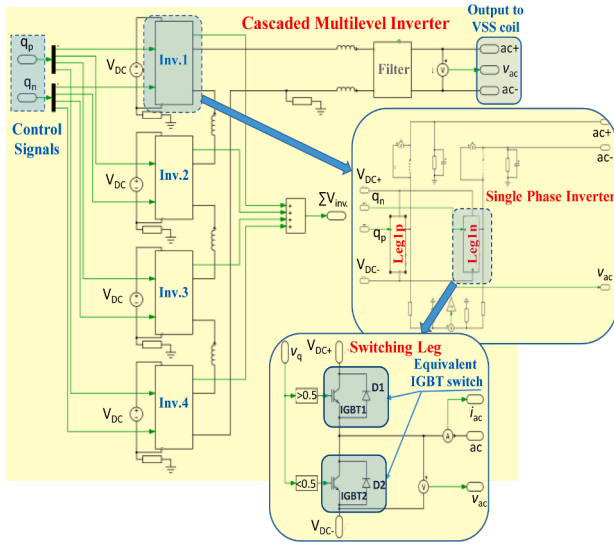 Cascaded Multilevel Inverter
Output to
VSS coil
qp
qn
Control
Signals
VDC
Inv.1
Filter
v
ac+
vac
ac-
VDC
Inv.2
VDC
Inv.3
VDC
Inv.4
+
+
+
+
∑Vinv.
ac+
ac-
Single Phase Inverter
VDC+
qn
qp
VDC-
Leg1p
Leg1n
vac
Switching Leg
vq
VDC+
Equivalent
IGBT switch
>0.5
IGBT1
D1
iac
A
ac
<0.5
IGBT2
D2
v
vac
VDC-